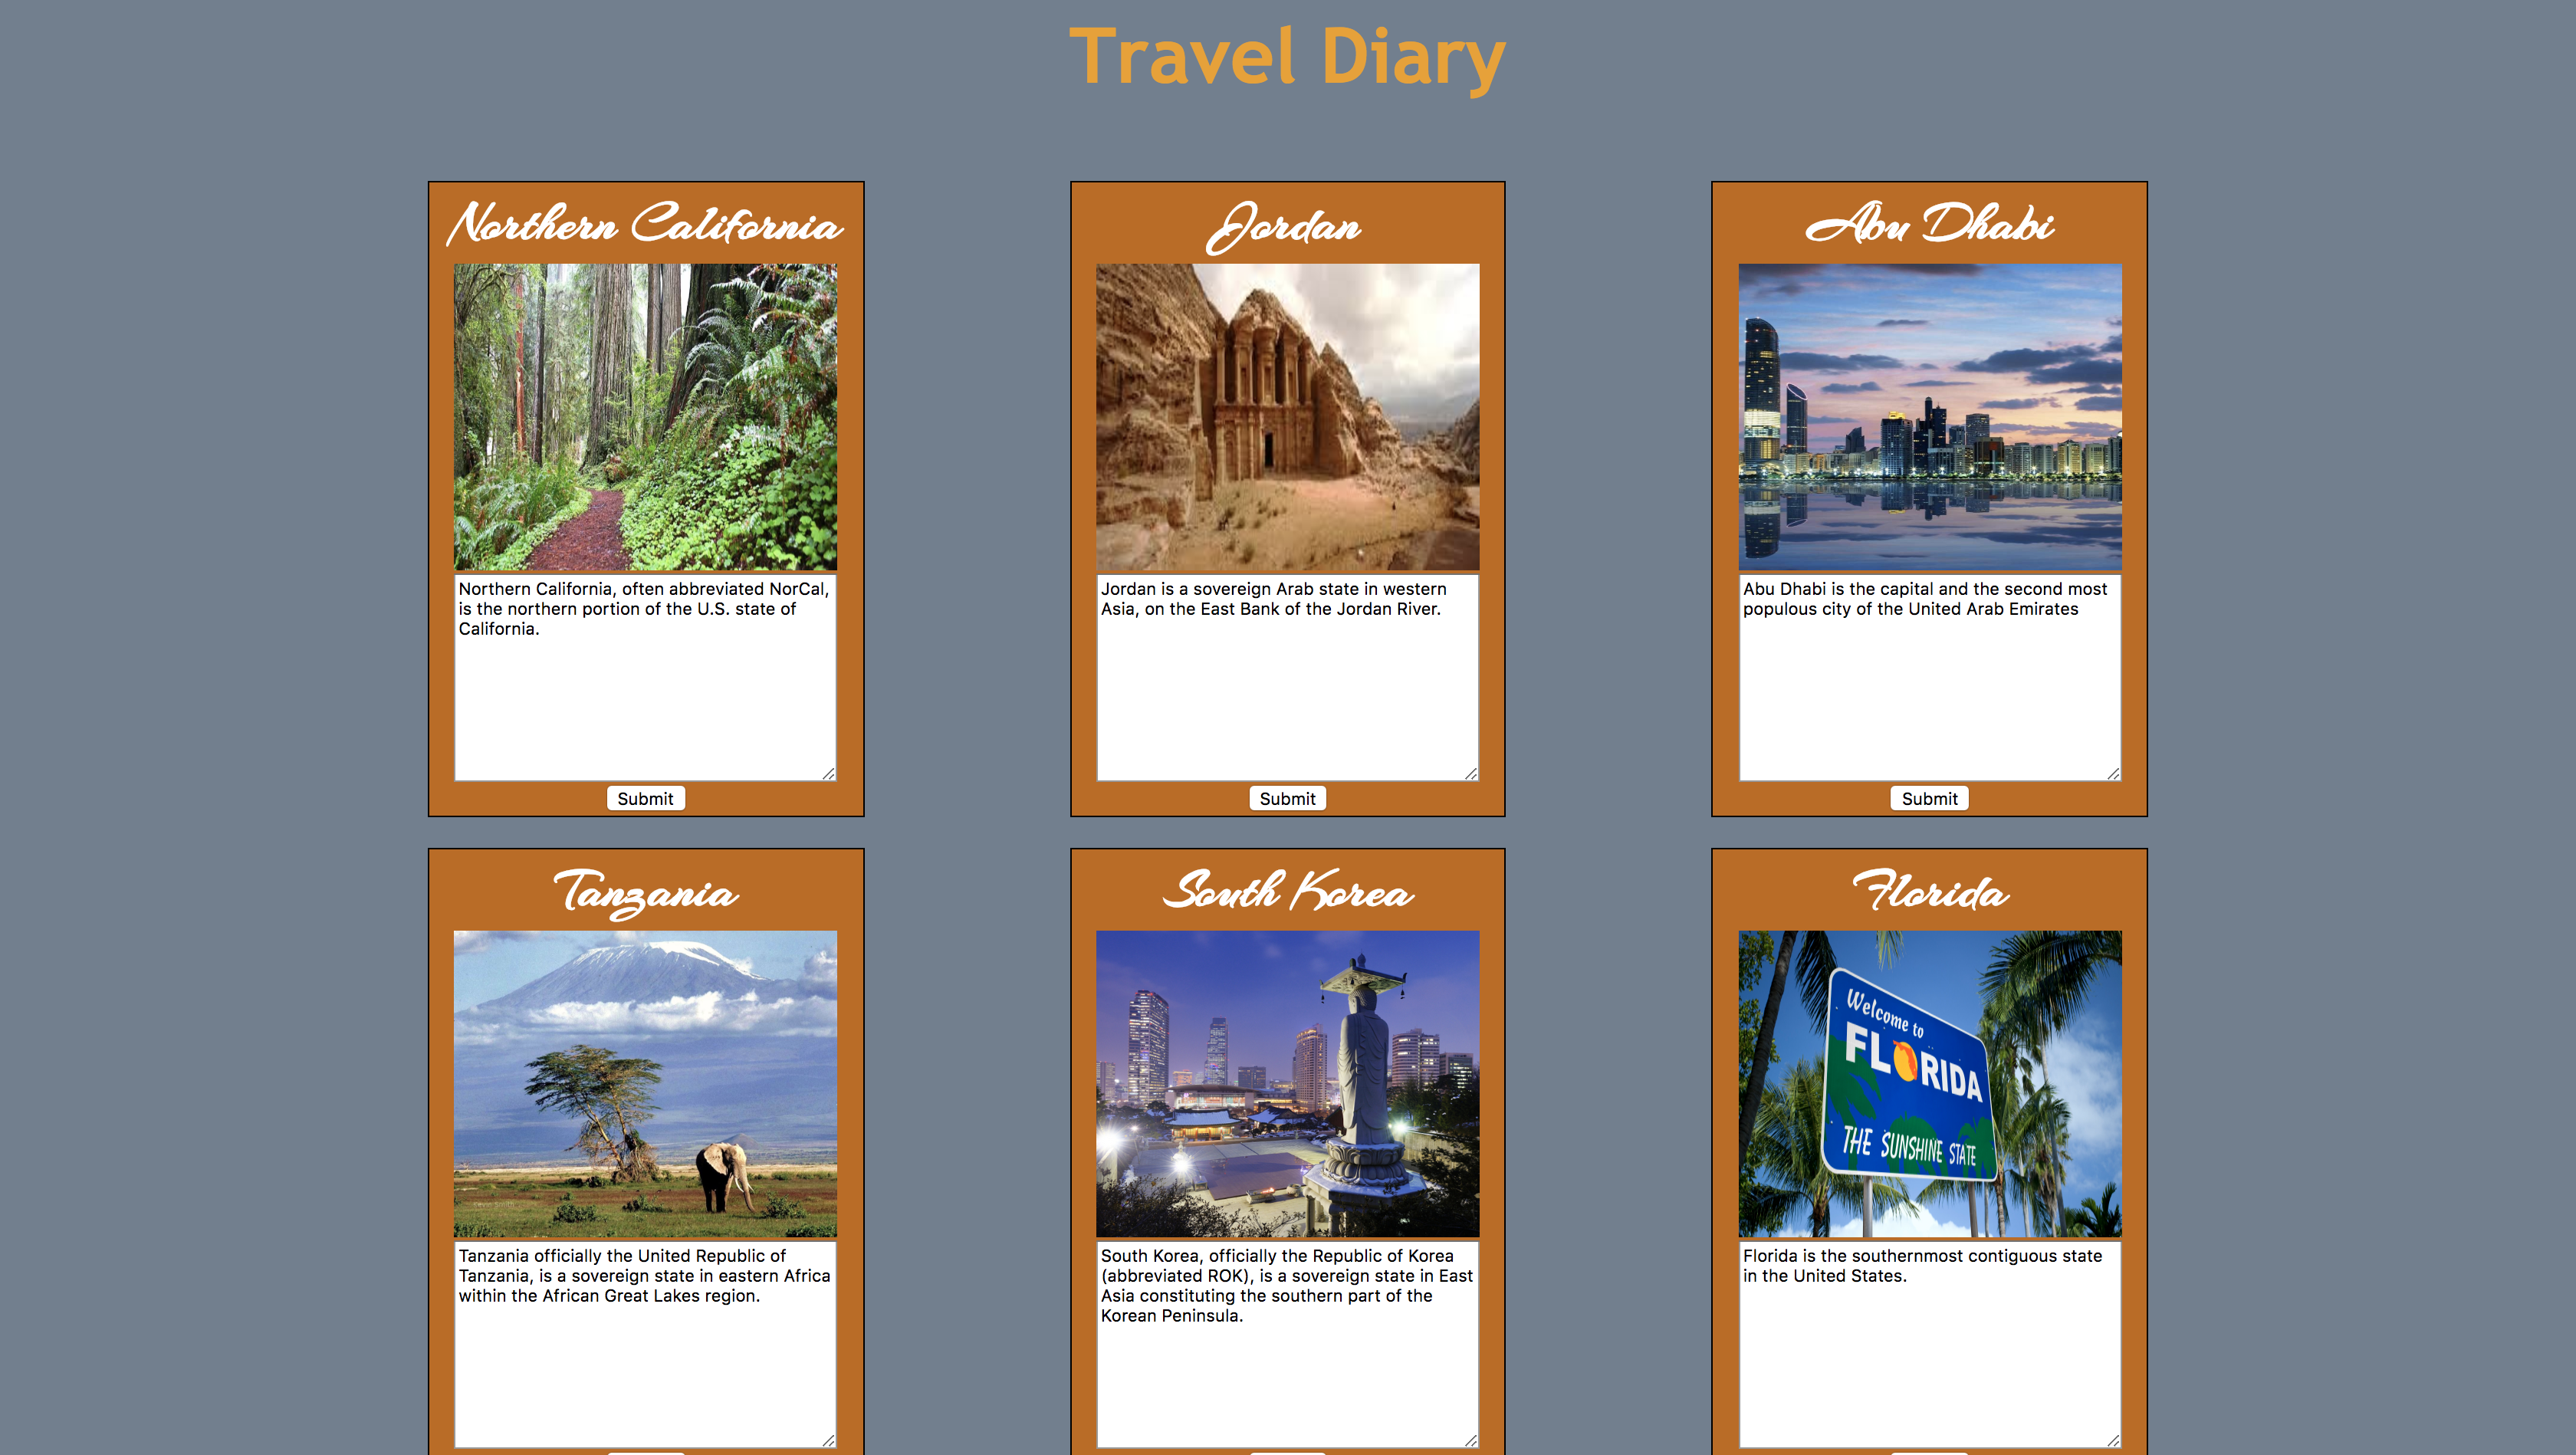 Travel Diary
Northern California
Northern California, often abbreviated NorCal,
is the northern portion of the U.S. state of
California.
Submit
Jordan
Jordan is a sovereign Arab state in western
Asia, on the East Bank of the Jordan River.
Submit
Abu Dhabi
Abu Dhabi is the capital and the second most
populous city of the United Arab Emirates
Submit
Tanzania
Tanzania officially the United Republic of
Tanzania, is a sovereign state in eastern Africa
within the African Great Lakes region.
South Korea
South Korea, officially the Republic of Korea
(abbreviated ROK), is a sovereign state in East
Asia constituting the southern part of the
Korean Peninsula.
Florida
Welcome to
FLORIDA
THE SUNSHINE STATE
Florida is the southernmost contiguous state
in the United States.